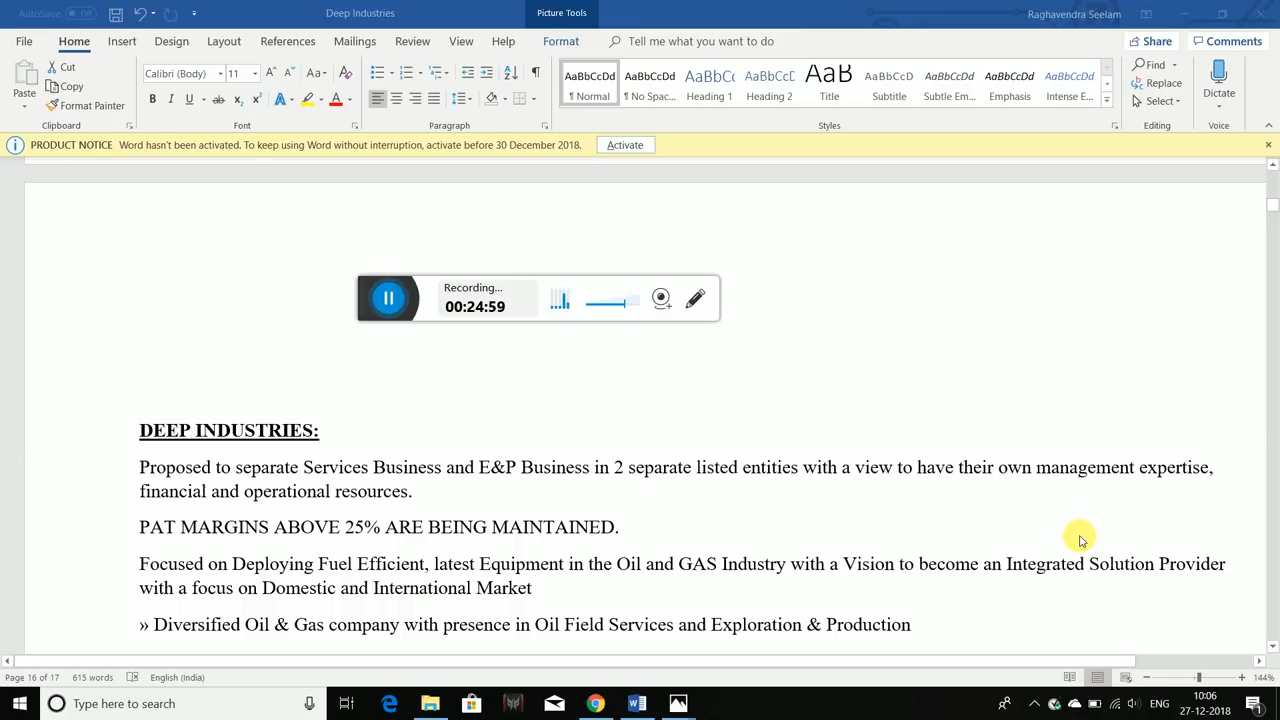 AutoSave Off
Deep Industries
Picture Tools
Raghavendra Seelam
File Home Insert Design Layout References Mailings Review View Help Format Tell me what you want to do
Share Comments
Paste
Cut
Copy
Format Painter
Clipboard
Calibri (Body) 11
Font
Paragraph
AaBbCcDd AaBbCcDd AaBbCc AaBbCcD AaB AaBbCcD AaBbCcDd AaBbCcDd AaBbCcDd
¶ Normal ¶ No Spac... Heading 1 Heading 2 Title Subtitle Subtle Em... Emphasis Intense E...
Styles
Find
Replace
Select
Editing
Dictate
Voice
PRODUCT NOTICE Word hasn't been activated. To keep using Word without interruption, activate before 30 December 2018. Activate
Recording...
00:24:59
DEEP INDUSTRIES:
Proposed to separate Services Business and E&P Business in 2 separate listed entities with a view to have their own management expertise,
financial and operational resources.
PAT MARGINS ABOVE 25% ARE BEING MAINTAINED.
Focused on Deploying Fuel Efficient, latest Equipment in the Oil and GAS Industry with a Vision to become an Integrated Solution Provider
with a focus on Domestic and International Market
» Diversified Oil & Gas company with presence in Oil Field Services and Exploration & Production
Page 16 of 17 615 words English (India) 144%
Type here to search
ENG
10:06
27-12-2018